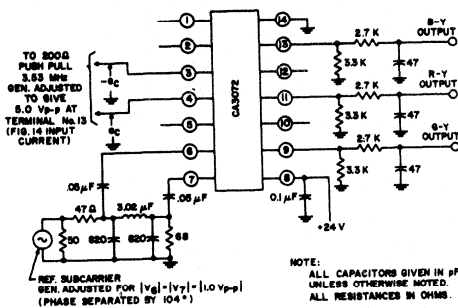 TO 200Ω
PUSH PULL
3.53 MHz
GEN. ADJUSTED
TO GIVE
5.0 Vp-p AT
TERMINAL No.13
(FIG. 14 INPUT
CURRENT)
eC
eC
1
2
3
4
5
6
7
CA3072
14
13
12
11
10
9
8
B-Y
OUTPUT
2.7 K
3.3 K
47
R-Y
OUTPUT
2.7 K
3.3 K
47
G-Y
OUTPUT
2.7 K
3.3 K
47
0.1µF
+24 V
.05µF
.05µF
47Ω
3.02µF
50
620
620
68
REF. SUBCARRIER
GEN. ADJUSTED FOR |V6|=|V7|=|1.0 Vp-p|
(PHASE SEPARATED BY 104°)
NOTE:
ALL CAPACITORS GIVEN IN pF
UNLESS OTHERWISE NOTED.
ALL RESISTANCES IN OHMS.